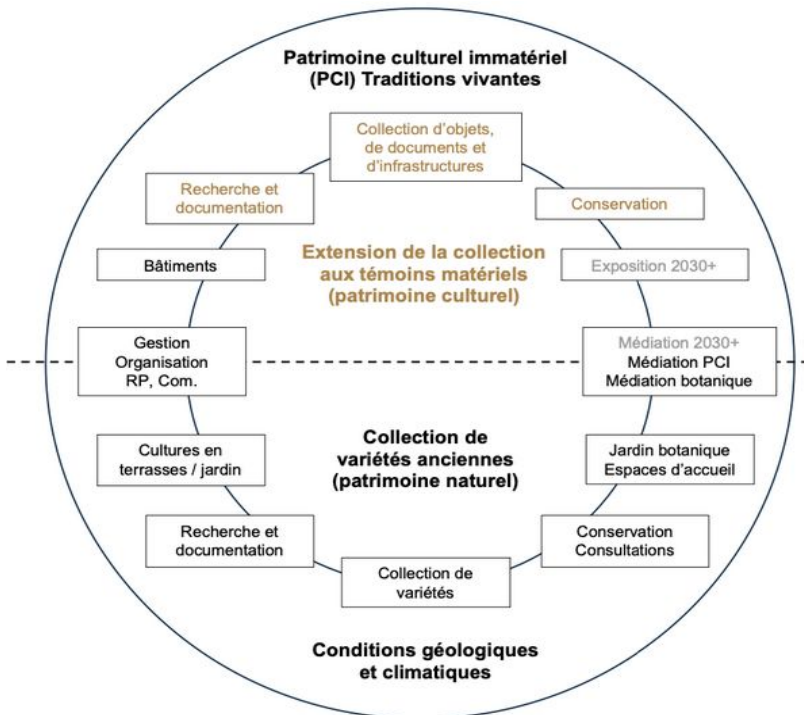 Patrimoine culturel immatériel
(PCI) Traditions vivantes
Collection d'objets,
de documents et
d'infrastructures
Recherche et
documentation
Conservation
Extension de la collection
aux témoins matériels
(patrimoine culturel)
Bâtiments
Exposition 2030+
Gestion
Organisation
RP, Com.
Médiation 2030+
Médiation PCI
Médiation botanique
Collection de
variétés anciennes
(patrimoine naturel)
Cultures en
terrasses / jardin
Jardin botanique
Espaces d'accueil
Recherche et
documentation
Conservation
Consultations
Collection de
variétés
Conditions géologiques
et climatiques